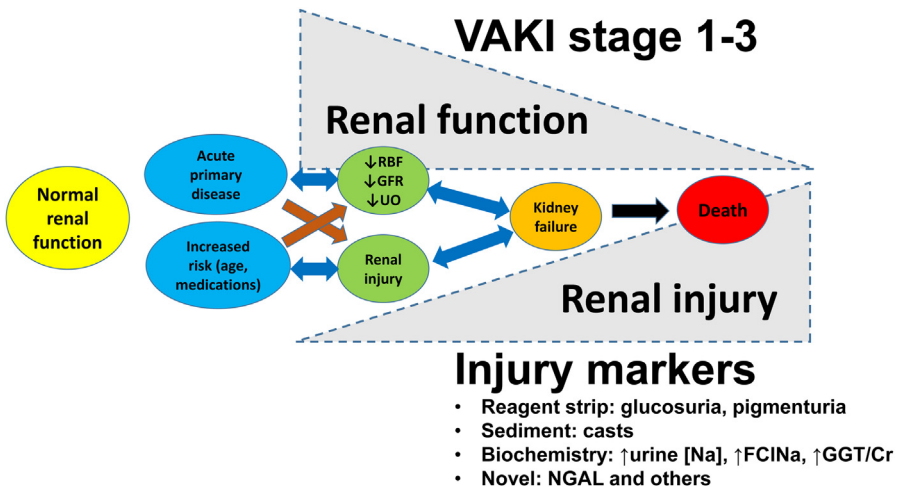 VAKI stage 1-3
Renal function
Normal
renal
function
Acute
primary
disease
Increased
risk (age,
medications)
↓RBF
↓GFR
↓UO
Renal
injury
Kidney
failure
Death
Renal injury
Injury markers
• Reagent strip: glucosuria, pigmenturia
• Sediment: casts
• Biochemistry: ↑urine [Na], ↑FClNa, ↑GGT/Cr
• Novel: NGAL and others